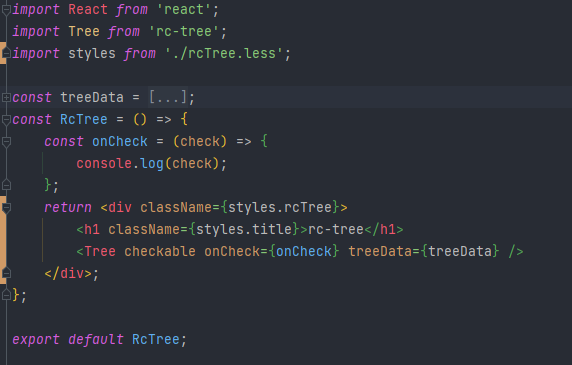 import React from 'react';
import Tree from 'rc-tree';
import styles from './rcTree.less';

const treeData = [...];
const RcTree = () => {
    const onCheck = (check) => {
        console.log(check);
    };
    return <div className={styles.rcTree}>
        <h1 className={styles.title}>rc-tree</h1>
        <Tree checkable onCheck={onCheck} treeData={treeData} />
    </div>;
};

export default RcTree;